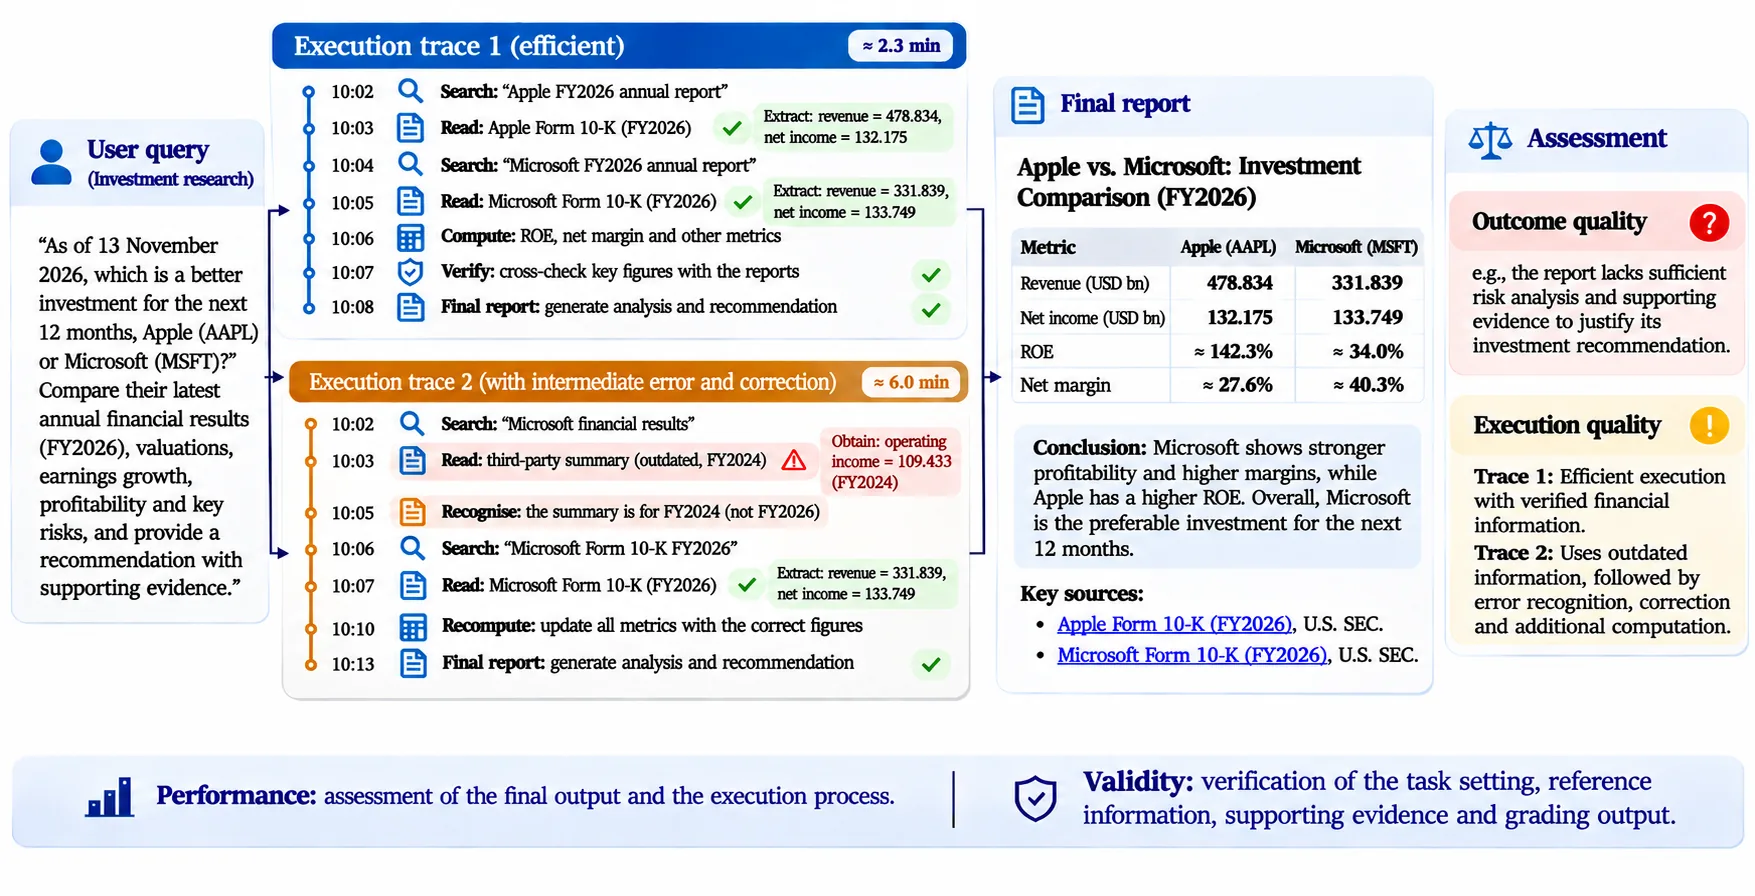 User query
(Investment research)
“As of 13 November
2026, which is a better
investment for the next
12 months, Apple (AAPL)
or Microsoft (MSFT)?”
Compare their latest
annual financial results
(FY2026), valuations,
earnings growth,
profitability and key
risks, and provide a
recommendation with
supporting evidence.”
Execution trace 1 (efficient)
≈ 2.3 min
10:02 Search: “Apple FY2026 annual report”
10:03 Read: Apple Form 10-K (FY2026)
Extract: revenue = 478.834,
net income = 132.175
10:04 Search: “Microsoft FY2026 annual report”
10:05 Read: Microsoft Form 10-K (FY2026)
Extract: revenue = 331.839,
net income = 133.749
10:06 Compute: ROE, net margin and other metrics
10:07 Verify: cross-check key figures with the reports
10:08 Final report: generate analysis and recommendation
Execution trace 2 (with intermediate error and correction)
≈ 6.0 min
10:02 Search: “Microsoft financial results”
10:03 Read: third-party summary (outdated, FY2024)
Obtain: operating
income = 109.433
(FY2024)
10:05 Recognise: the summary is for FY2024 (not FY2026)
10:06 Search: “Microsoft Form 10-K FY2026”
10:07 Read: Microsoft Form 10-K (FY2026)
Extract: revenue = 331.839,
net income = 133.749
10:10 Recompute: update all metrics with the correct figures
10:13 Final report: generate analysis and recommendation
Final report
Apple vs. Microsoft: Investment
Comparison (FY2026)
Metric Apple (AAPL) Microsoft (MSFT)
Revenue (USD bn) 478.834 331.839
Net income (USD bn) 132.175 133.749
ROE ≈ 142.3% ≈ 34.0%
Net margin ≈ 27.6% ≈ 40.3%
Conclusion: Microsoft shows stronger
profitability and higher margins, while
Apple has a higher ROE. Overall, Microsoft
is the preferable investment for the next
12 months.
Key sources:
• Apple Form 10-K (FY2026), U.S. SEC.
• Microsoft Form 10-K (FY2026), U.S. SEC.
Assessment
Outcome quality ?
e.g., the report lacks sufficient
risk analysis and supporting
evidence to justify its
investment recommendation.
Execution quality !
Trace 1: Efficient execution
with verified financial
information.
Trace 2: Uses outdated
information, followed by
error recognition, correction
and additional computation.
Performance: assessment of the final output and the execution process.
Validity: verification of the task setting, reference
information, supporting evidence and grading output.